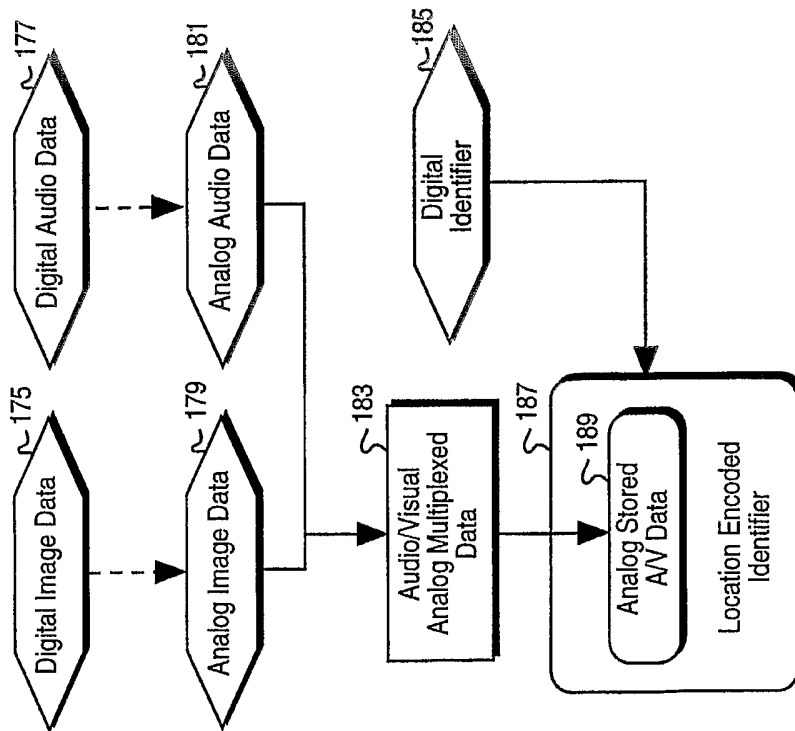 175
Digital Image Data
177
Digital Audio Data
179
Analog Image Data
181
Analog Audio Data
183
Audio/Visual
Analog Multiplexed
Data
185
Digital
Identifier
187
189
Analog Stored
A/V Data
Location Encoded
Identifier